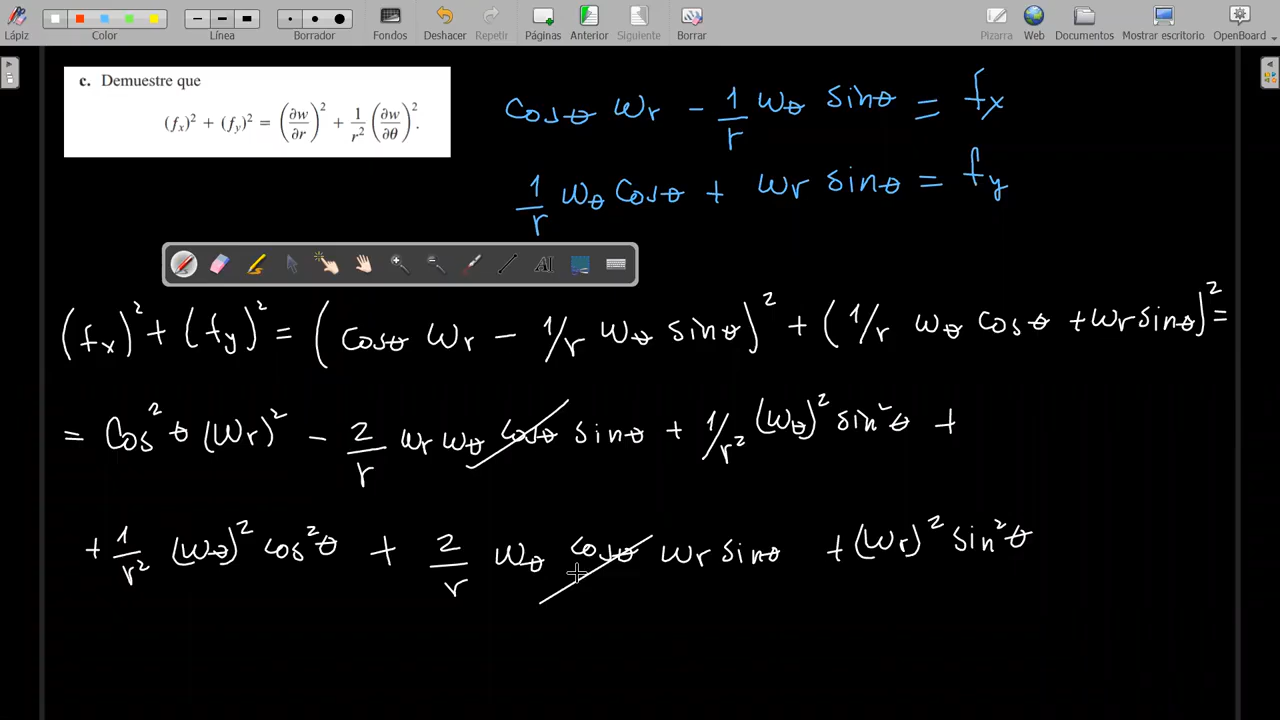 Lápiz Color Línea Borrador Fondos Deshacer Repetir Páginas Anterior Siguiente Borrar Pizarra Web Documentos Mostrar escritorio OpenBoard
c. Demuestre que
(fₓ)² + (f_y)² = (∂w/∂r)² + 1/r² (∂w/∂θ)².
Cosθ Wr − 1/r Wθ sinθ = fx
1/r Wθ Cosθ + Wr sinθ = fy
(fx)² + (fy)² = (Cosθ Wr − 1/r Wθ sinθ)² + (1/r Wθ Cosθ + Wr sinθ)² =
= Cos²θ (Wr)² − 2/r Wr Wθ cosθ sinθ + 1/r² (Wθ)² sin²θ +
+ 1/r² (Wθ)² cos²θ + 2/r Wθ cosθ Wr sinθ + (Wr)² sin²θ